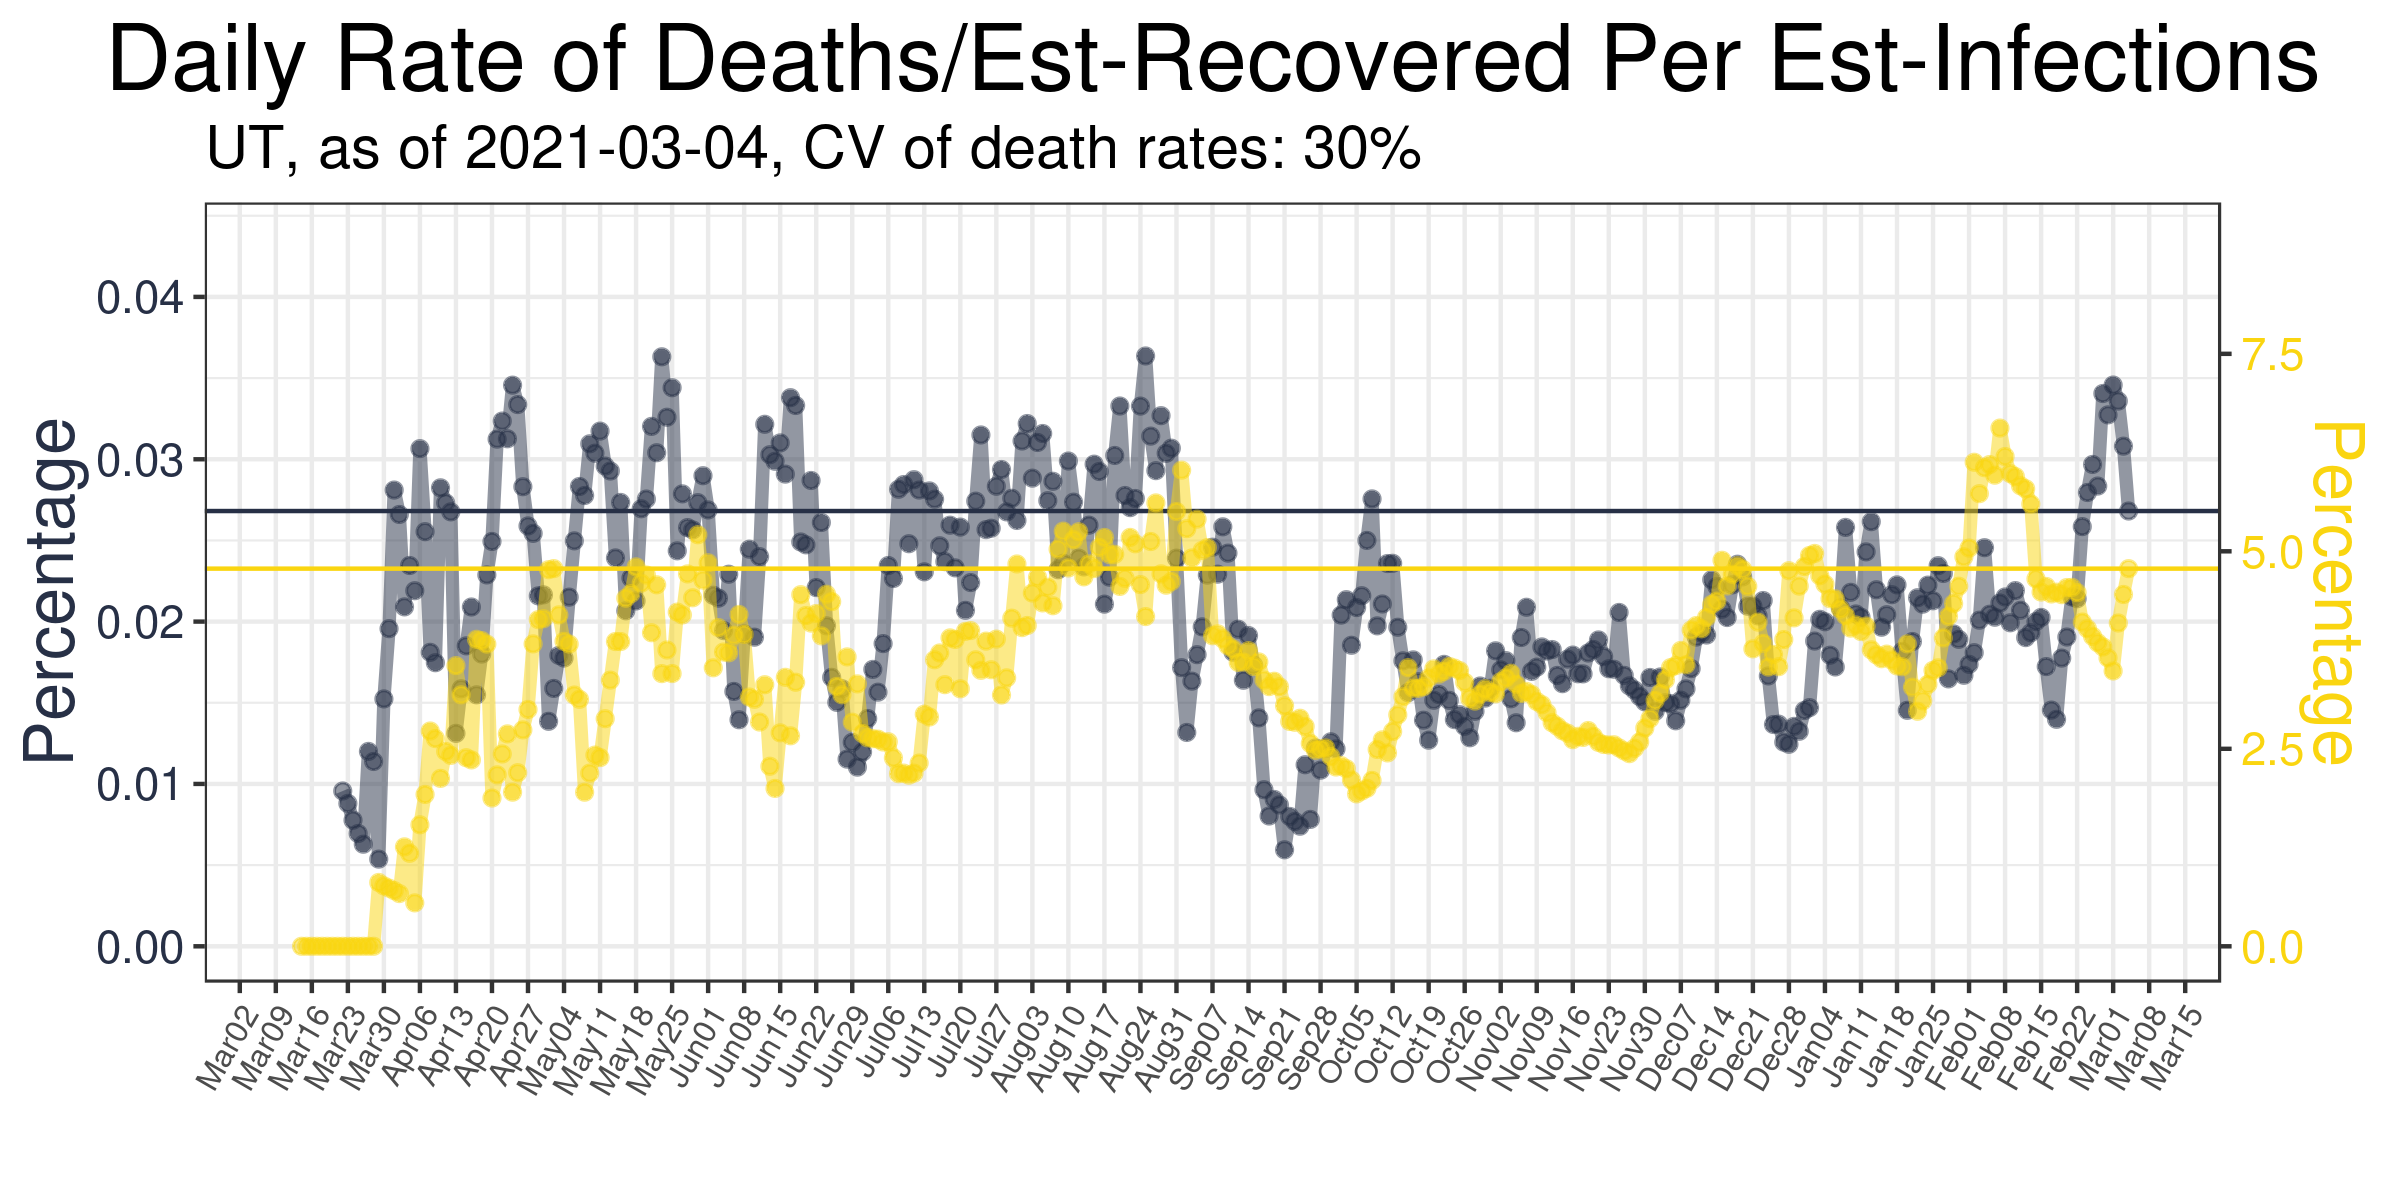 Daily Rate of Deaths/Est-Recovered Per Est-Infections
UT, as of 2021-03-04, CV of death rates: 30%
Percentage
0.04
0.03
0.02
0.01
0.00
7.5
5.0
2.5
0.0
Percentage
Mar02
Mar09
Mar16
Mar23
Mar30
Apr06
Apr13
Apr20
Apr27
May04
May11
May18
May25
Jun01
Jun08
Jun15
Jun22
Jun29
Jul06
Jul13
Jul20
Jul27
Aug03
Aug10
Aug17
Aug24
Aug31
Sep07
Sep14
Sep21
Sep28
Oct05
Oct12
Oct19
Oct26
Nov02
Nov09
Nov16
Nov23
Nov30
Nov07
Dec14
Dec21
Dec28
Dec04
Jan11
Jan18
Jan25
Feb01
Feb08
Feb15
Feb22
Mar01
Mar08
Mar15